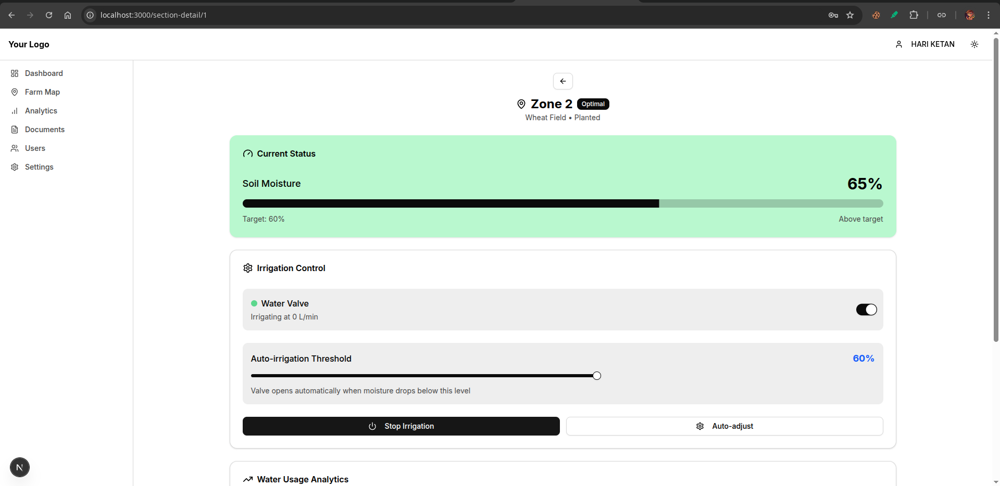 localhost:3000/section-detail/1
Your Logo
HARI KETAN
Dashboard
Farm Map
Analytics
Documents
Users
Settings
Zone 2 Optimal
Wheat Field • Planted
Current Status
Soil Moisture 65%
Target: 60% Above target
Irrigation Control
Water Valve
Irrigating at 0 L/min
Auto-irrigation Threshold 60%
Valve opens automatically when moisture drops below this level
Stop Irrigation Auto-adjust
N
Water Usage Analytics